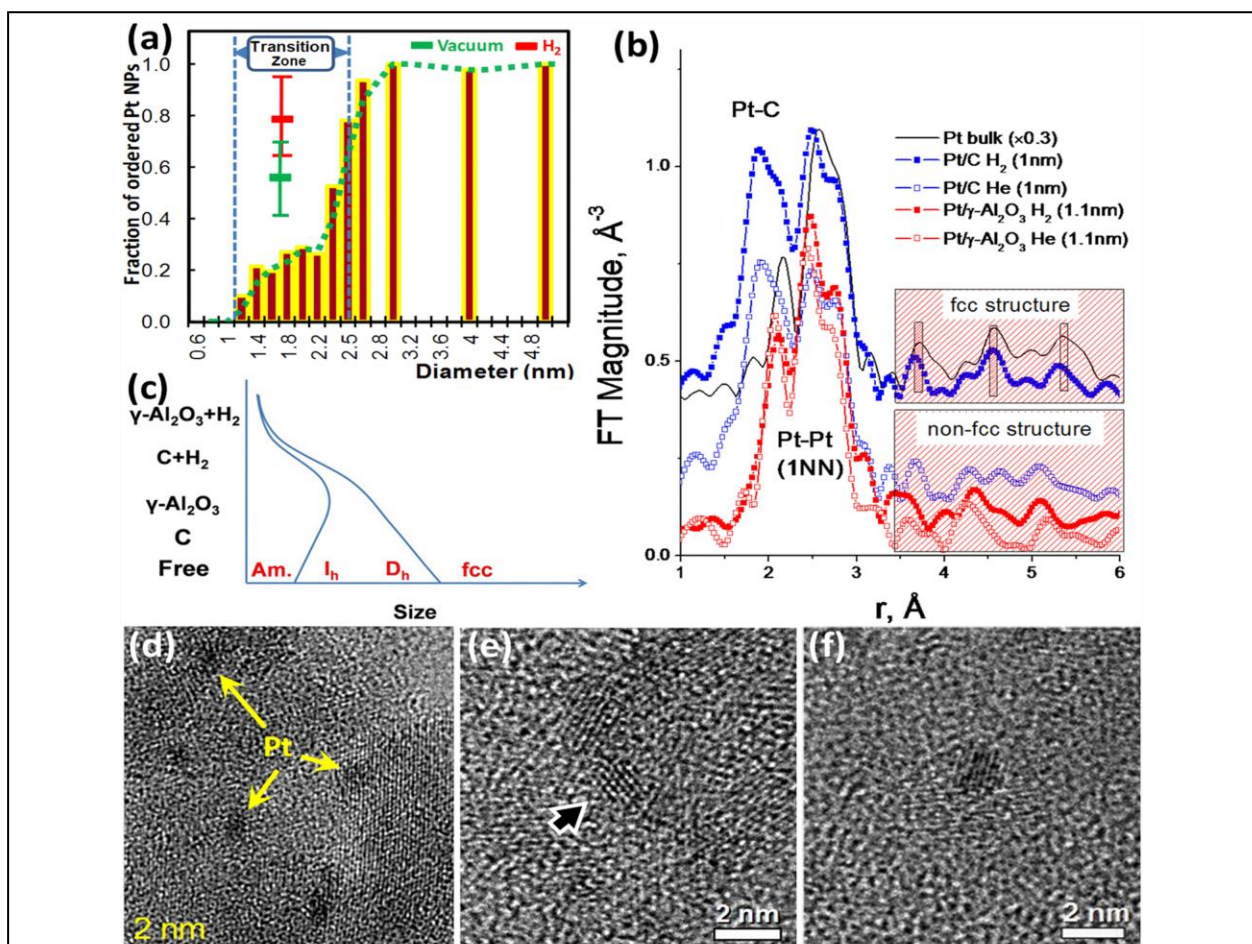 (a)
Vacuum H₂
Transition
Zone
Fraction of ordered Pt NPs
1.0
0.8
0.6
0.4
0.2
0.0
0.6 1 1.4 1.8 2.2 2.5 3.0 3.6 4 4.4 4.8
Diameter (nm)
(b)
Pt-C
Pt bulk (×0.3)
Pt/C H₂ (1nm)
Pt/C He (1nm)
Pt/γ-Al₂O₃ H₂ (1.1nm)
Pt/γ-Al₂O₃ He (1.1nm)
fcc structure
non-fcc structure
Pt-Pt
(1NN)
FT Magnitude, Å⁻³
1.0
0.5
0.0
1 2 3 4 5 6
r, Å
(c)
γ-Al₂O₃+H₂
C+H₂
γ-Al₂O₃
C
Free
Am. Iₕ Dₕ fcc
Size
(d)
Pt
2 nm
(e)
2 nm
(f)
2 nm